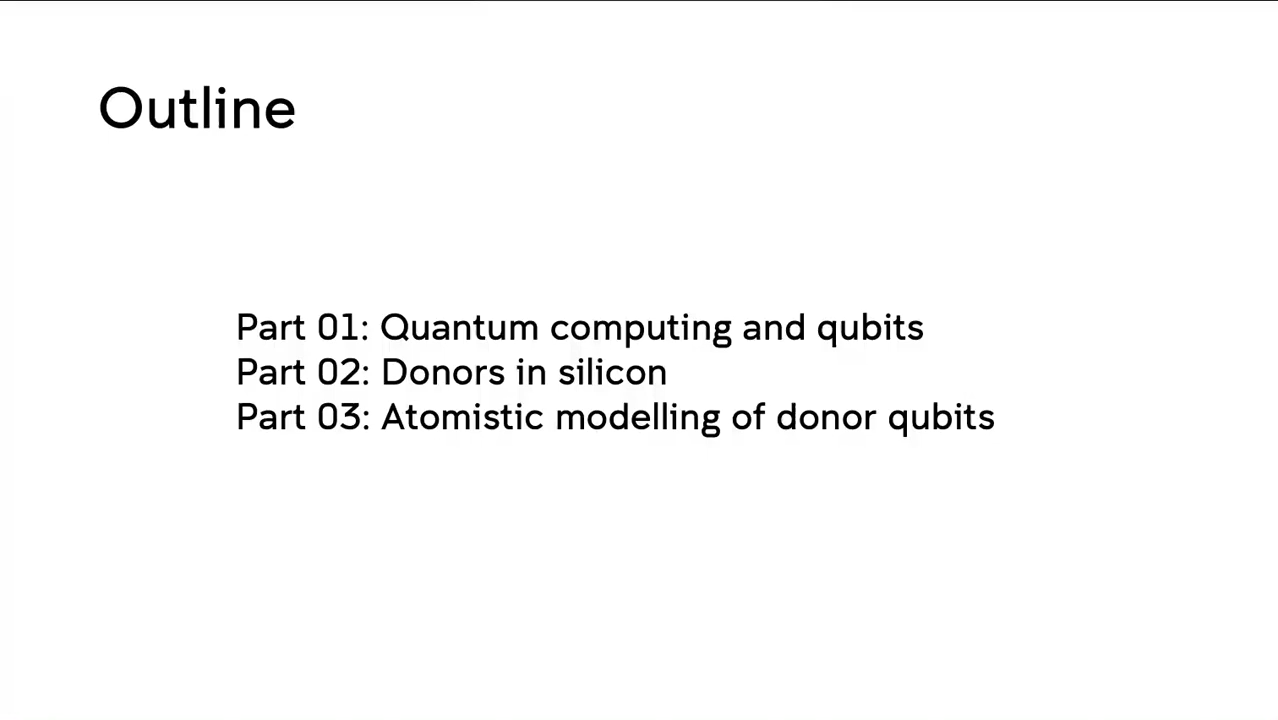 Outline
Part 01: Quantum computing and qubits
Part 02: Donors in silicon
Part 03: Atomistic modelling of donor qubits